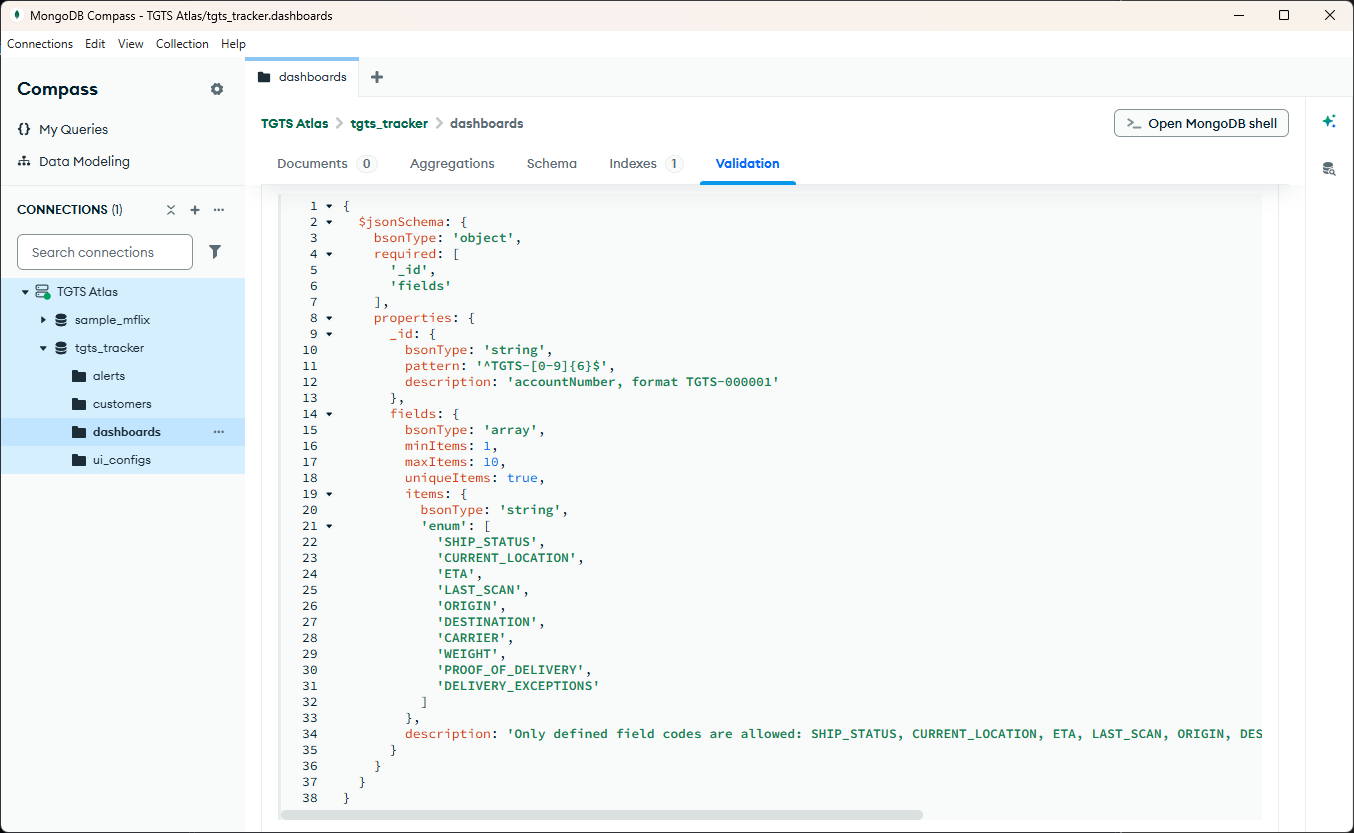 MongoDB Compass - TGTS Atlas/tgts_tracker.dashboards
Connections Edit View Collection Help
Compass
{} My Queries
Data Modeling
CONNECTIONS (1)
Search connections
TGTS Atlas
sample_mflix
tgts_tracker
alerts
customers
dashboards
ui_configs
dashboards
TGTS Atlas > tgts_tracker > dashboards
>_ Open MongoDB shell
Documents 0 Aggregations Schema Indexes 1 Validation
1 {
2 $jsonSchema: {
3 bsonType: 'object',
4 required: [
5 '_id',
6 'fields'
7 ],
8 properties: {
9 _id: {
10 bsonType: 'string',
11 pattern: '^TGTS-[0-9]{6}$',
12 description: 'accountNumber, format TGTS-000001'
13 },
14 fields: {
15 bsonType: 'array',
16 minItems: 1,
17 maxItems: 10,
18 uniqueItems: true,
19 items: {
20 bsonType: 'string',
21 'enum': [
22 'SHIP_STATUS',
23 'CURRENT_LOCATION',
24 'ETA',
25 'LAST_SCAN',
26 'ORIGIN',
27 'DESTINATION',
28 'CARRIER',
29 'WEIGHT',
30 'PROOF_OF_DELIVERY',
31 'DELIVERY_EXCEPTIONS'
32 ]
33 },
34 description: 'Only defined field codes are allowed: SHIP_STATUS, CURRENT_LOCATION, ETA, LAST_SCAN, ORIGIN, DES
35 }
36 }
37 }
38 }